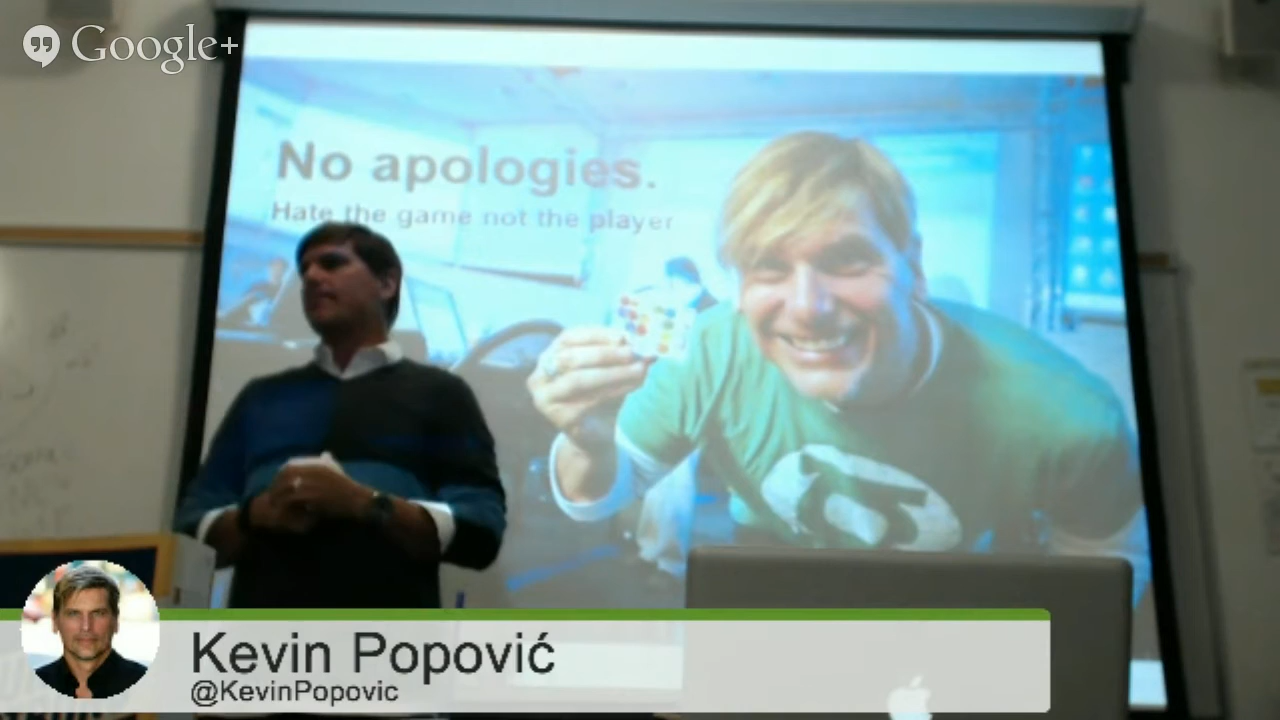 Google+
No apologies.
Hate the game not the player
Kevin Popović
@KevinPopovic